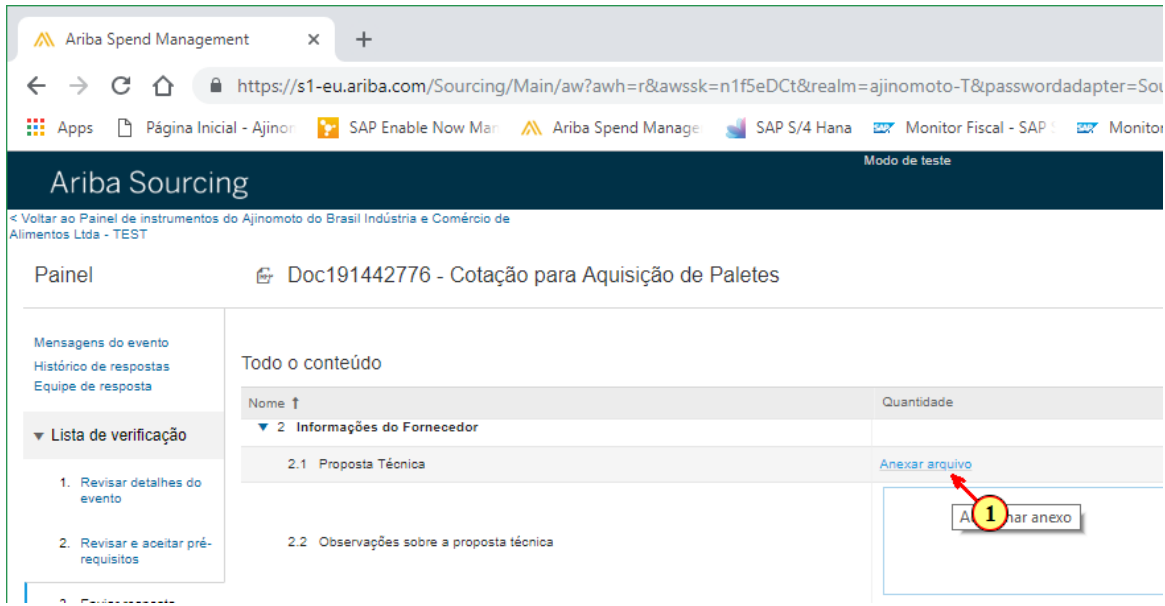 Ariba Spend Management
https://s1-eu.ariba.com/Sourcing/Main/aw?awh=r&awssk=n1f5eDCt&realm=ajinomoto-T&passwordadapter=Sou
Apps Página Inicial - Ajinor SAP Enable Now Man Ariba Spend Manage SAP S/4 Hana Monitor Fiscal - SAP Monitor
Modo de teste
Ariba Sourcing
< Voltar ao Painel de instrumentos do Ajinomoto do Brasil Indústria e Comércio de
Alimentos Ltda - TEST
Painel
Doc191442776 - Cotação para Aquisição de Paletes
Mensagens do evento
Histórico de respostas
Equipe de resposta
Todo o conteúdo
Nome ↑ Quantidade
▼ Lista de verificação
▼ 2 Informações do Fornecedor
2.1 Proposta Técnica Anexar arquivo
1. Revisar detalhes do
evento
1
anexo
2. Revisar e aceitar pré-
requisitos
2.2 Observações sobre a proposta técnica